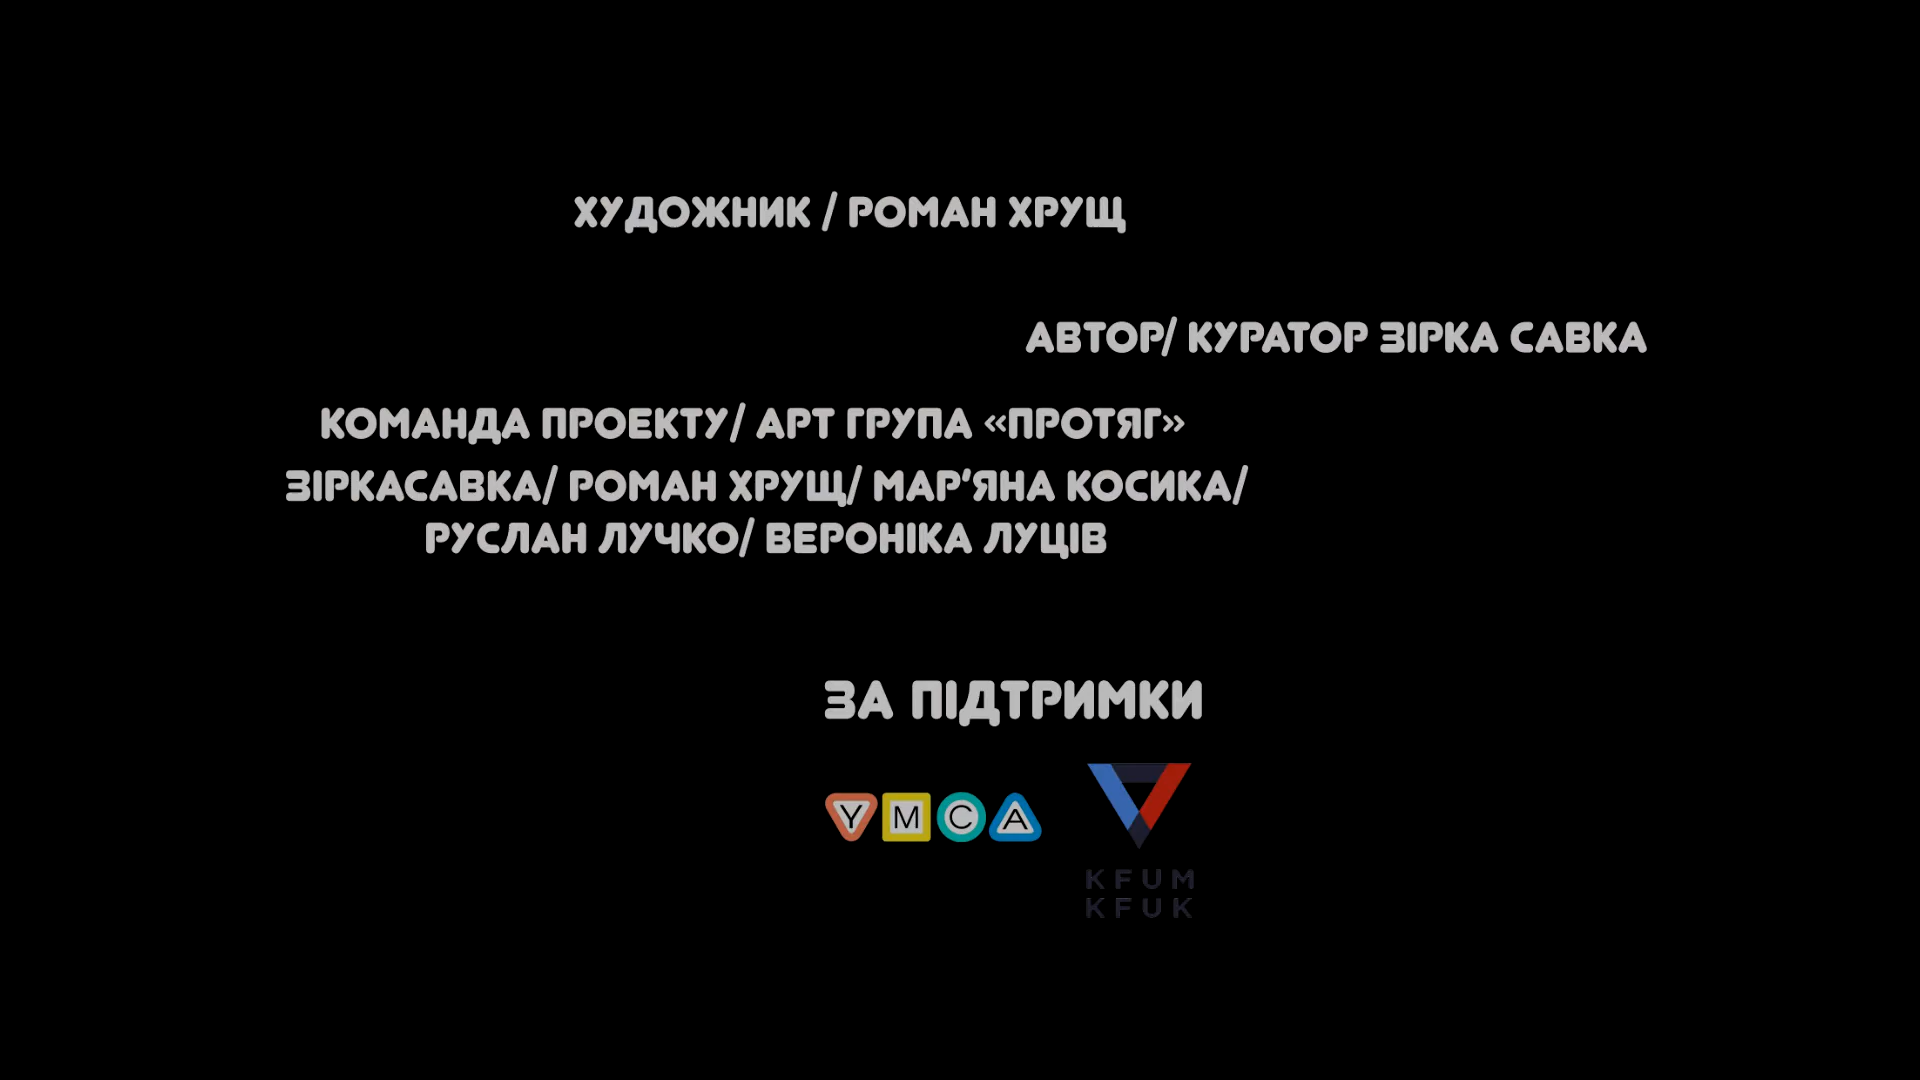 ХУДОЖНИК / РОМАН ХРУЩ
АВТОР/ КУРАТОР ЗІРКА САВКА
КОМАНДА ПРОЕКТУ/ АРТ ГРУПА «ПРОТЯГ»
ЗІРКАСАВКА/ РОМАН ХРУЩ/ МАР’ЯНА КОСИКА/
РУСЛАН ЛУЧКО/ ВЕРОНІКА ЛУЦІВ
ЗА ПІДТРИМКИ
YMCA
KFUM
KFUK